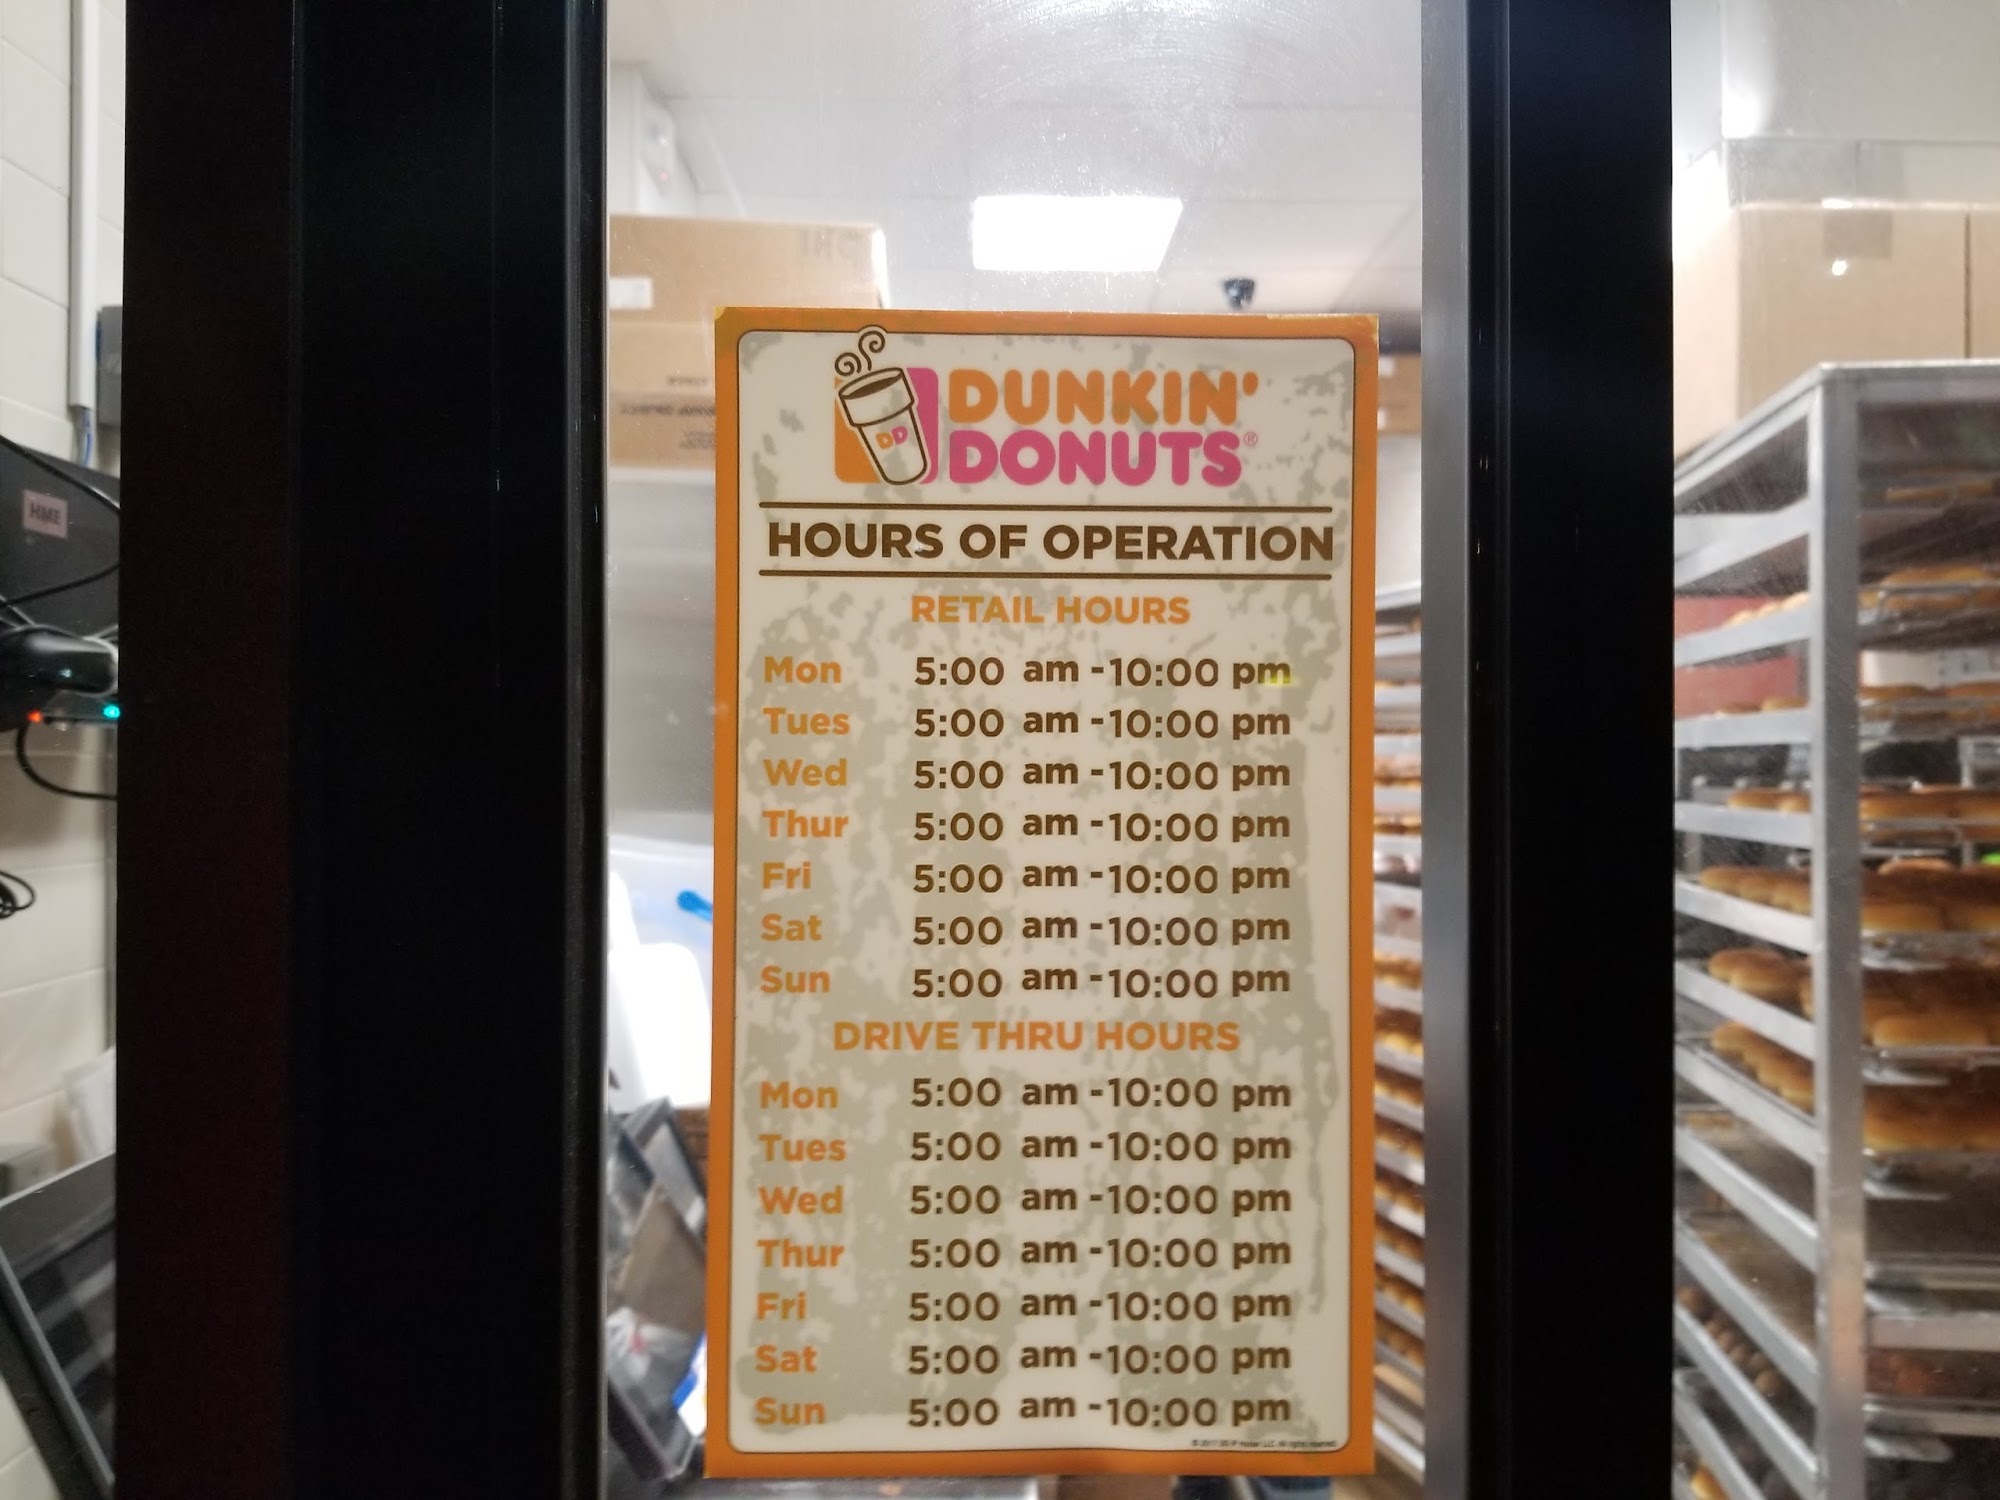 HME
DD
DUNKIN'
DONUTS®
HOURS OF OPERATION
RETAIL HOURS
Mon 5:00 am -10:00 pm
Tues 5:00 am -10:00 pm
Wed 5:00 am -10:00 pm
Thur 5:00 am -10:00 pm
Fri 5:00 am -10:00 pm
Sat 5:00 am -10:00 pm
Sun 5:00 am -10:00 pm
DRIVE THRU HOURS
Mon 5:00 am -10:00 pm
Tues 5:00 am -10:00 pm
Wed 5:00 am -10:00 pm
Thur 5:00 am -10:00 pm
Fri 5:00 am -10:00 pm
Sat 5:00 am -10:00 pm
Sun 5:00 am -10:00 pm